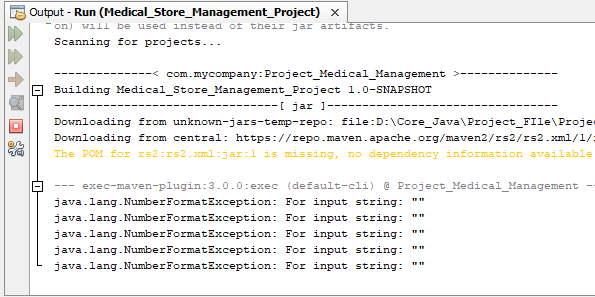 Output - Run (Medical_Store_Management_Project) ×
on) will be used instead of their jar artifacts.
Scanning for projects...
--------------< com.mycompany:Project_Medical_Management >--------------
Building Medical_Store_Management_Project 1.0-SNAPSHOT
--------------------------------[ jar ]---------------------------------
Downloading from unknown-jars-temp-repo: file:D:\Core_Java\Project_FIle\Projec
Downloading from central: https://repo.maven.apache.org/maven2/rs2/rs2.xml/1/
The POM for rs2:rs2.xml:jar:1 is missing, no dependency information available
--- exec-maven-plugin:3.0.0:exec (default-cli) @ Project_Medical_Management --
java.lang.NumberFormatException: For input string: ""
java.lang.NumberFormatException: For input string: ""
java.lang.NumberFormatException: For input string: ""
java.lang.NumberFormatException: For input string: ""
java.lang.NumberFormatException: For input string: ""